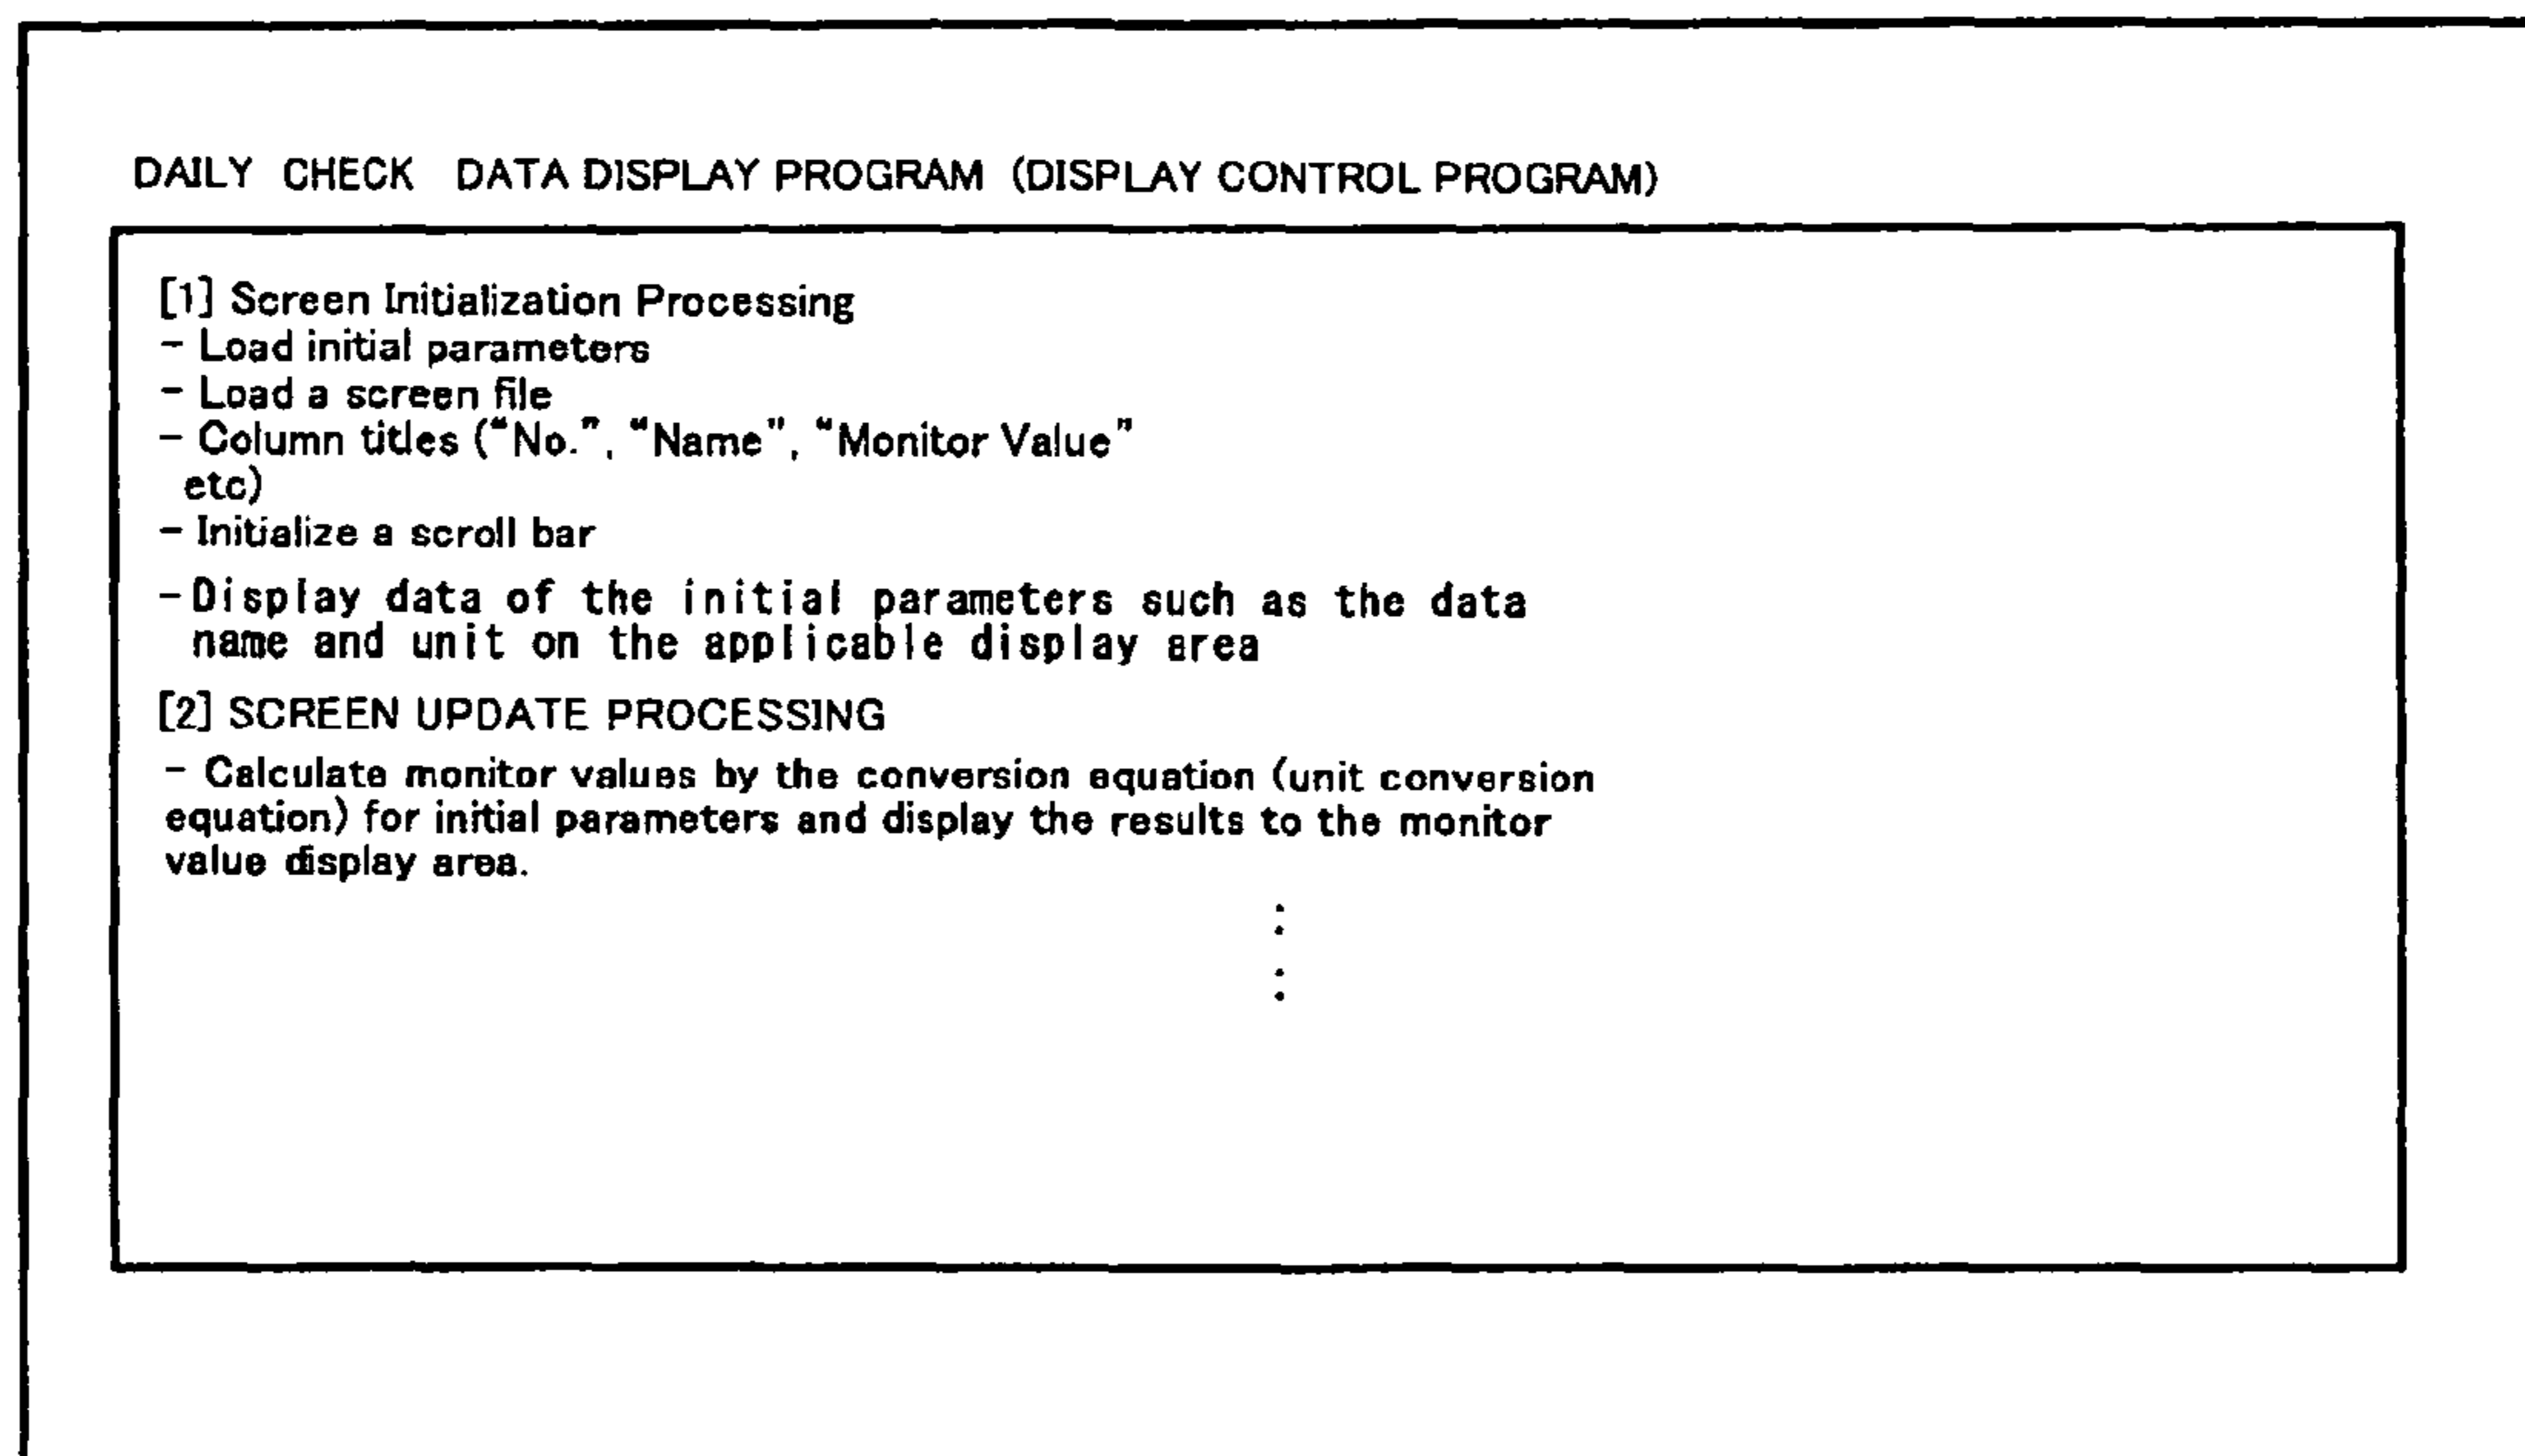 DAILY CHECK DATA DISPLAY PROGRAM (DISPLAY CONTROL PROGRAM)
[1] Screen Initialization Processing
- Load initial parameters
- Load a screen file
- Column titles ("No.", "Name", "Monitor Value"
etc)
- Initialize a scroll bar
- Display data of the initial parameters such as the data
name and unit on the applicable display area
[2] SCREEN UPDATE PROCESSING
- Calculate monitor values by the conversion equation (unit conversion
equation) for initial parameters and display the results to the monitor
value display area.